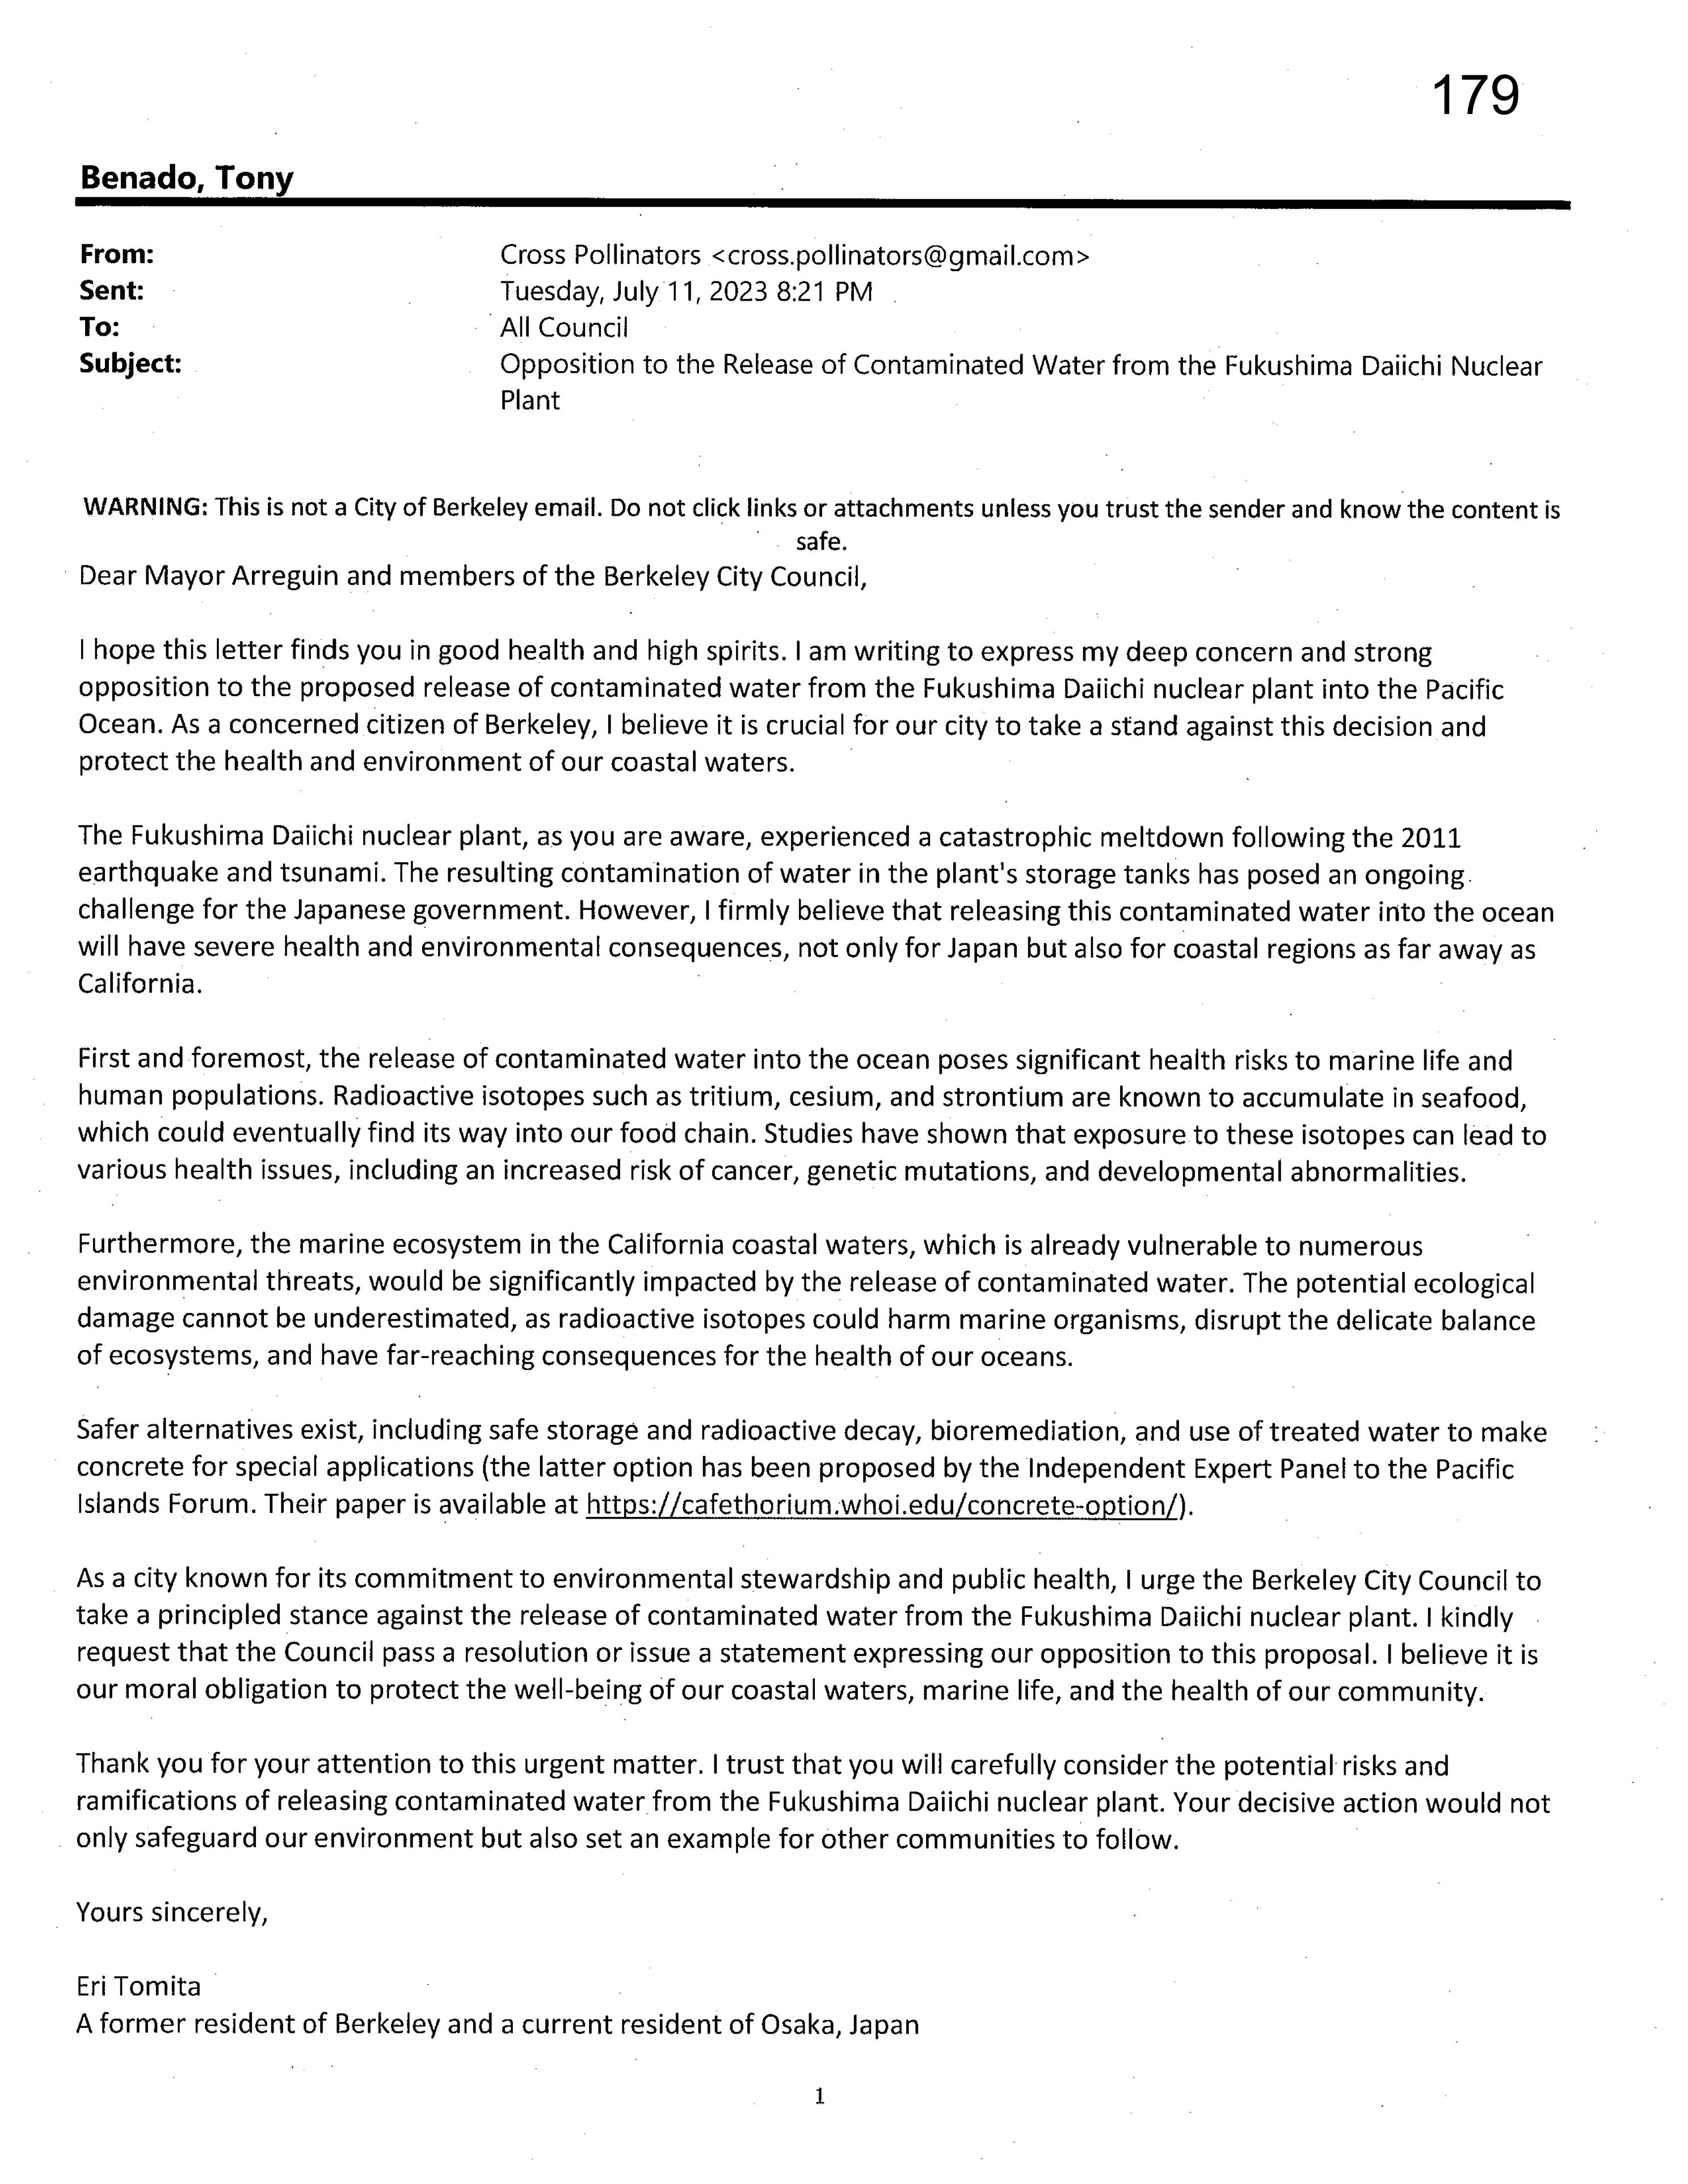 179
Benado, Tony
From: Cross Pollinators <cross.pollinators@gmail.com>
Sent: Tuesday, July 11, 2023 8:21 PM
To: All Council
Subject: Opposition to the Release of Contaminated Water from the Fukushima Daiichi Nuclear
Plant
WARNING: This is not a City of Berkeley email. Do not click links or attachments unless you trust the sender and know the content is
safe.
Dear Mayor Arreguin and members of the Berkeley City Council,
I hope this letter finds you in good health and high spirits. I am writing to express my deep concern and strong
opposition to the proposed release of contaminated water from the Fukushima Daiichi nuclear plant into the Pacific
Ocean. As a concerned citizen of Berkeley, I believe it is crucial for our city to take a stand against this decision and
protect the health and environment of our coastal waters.
The Fukushima Daiichi nuclear plant, as you are aware, experienced a catastrophic meltdown following the 2011
earthquake and tsunami. The resulting contamination of water in the plant's storage tanks has posed an ongoing
challenge for the Japanese government. However, I firmly believe that releasing this contaminated water into the ocean
will have severe health and environmental consequences, not only for Japan but also for coastal regions as far away as
California.
First and foremost, the release of contaminated water into the ocean poses significant health risks to marine life and
human populations. Radioactive isotopes such as tritium, cesium, and strontium are known to accumulate in seafood,
which could eventually find its way into our food chain. Studies have shown that exposure to these isotopes can lead to
various health issues, including an increased risk of cancer, genetic mutations, and developmental abnormalities.
Furthermore, the marine ecosystem in the California coastal waters, which is already vulnerable to numerous
environmental threats, would be significantly impacted by the release of contaminated water. The potential ecological
damage cannot be underestimated, as radioactive isotopes could harm marine organisms, disrupt the delicate balance
of ecosystems, and have far-reaching consequences for the health of our oceans.
Safer alternatives exist, including safe storage and radioactive decay, bioremediation, and use of treated water to make
concrete for special applications (the latter option has been proposed by the Independent Expert Panel to the Pacific
Islands Forum. Their paper is available at https://cafethorium.whoi.edu/concrete-option/).
As a city known for its commitment to environmental stewardship and public health, I urge the Berkeley City Council to
take a principled stance against the release of contaminated water from the Fukushima Daiichi nuclear plant. I kindly
request that the Council pass a resolution or issue a statement expressing our opposition to this proposal. I believe it is
our moral obligation to protect the well-being of our coastal waters, marine life, and the health of our community.
Thank you for your attention to this urgent matter. I trust that you will carefully consider the potential risks and
ramifications of releasing contaminated water from the Fukushima Daiichi nuclear plant. Your decisive action would not
only safeguard our environment but also set an example for other communities to follow.
Yours sincerely,
Eri Tomita
A former resident of Berkeley and a current resident of Osaka, Japan
1